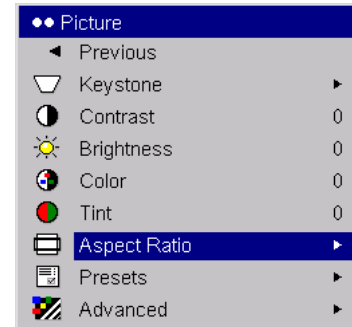 Picture
Previous
Keystone
Contrast 0
Brightness 0
Color 0
Tint 0
Aspect Ratio
Presets
Advanced